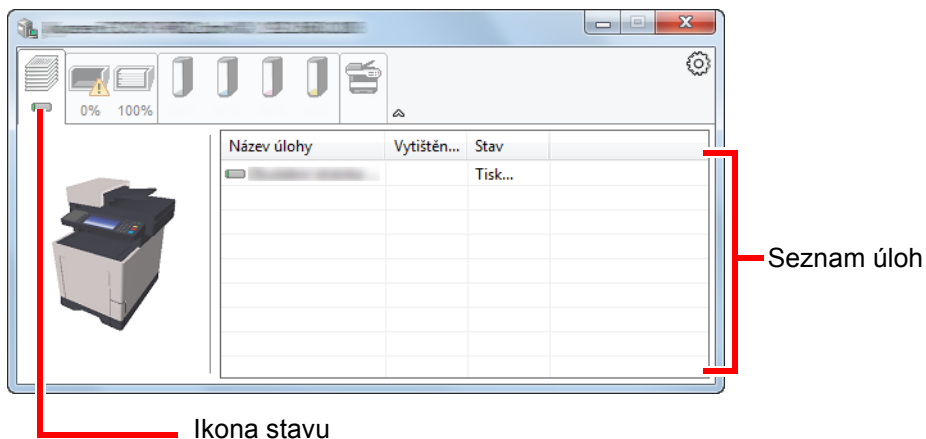 0% 100%
Název úlohy Vytištěn... Stav
Tisk...
Seznam úloh
Ikona stavu